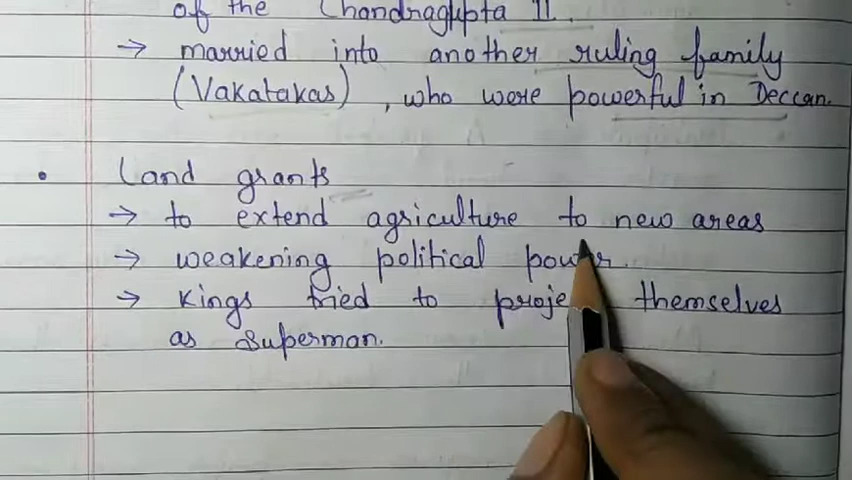 of the Chandragupta II.
→ married into another ruling family
(Vakatakas), who were powerful in Deccan.
• Land grants
→ to extend agriculture to new areas
→ weakening political power.
→ Kings tried to proje themselves
as Superman.